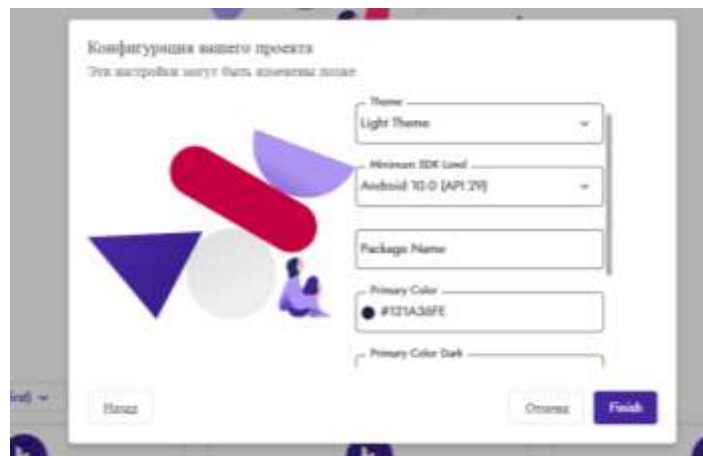 Конфигурация вашего проекта
Эти настройки могут быть изменены позже
Theme
Light Theme
Minimum SDK Level
Android 10.0 (API 29)
Package Name
Primary Color
#121A36FE
Primary Color Dark
Назад
Отмена
Finish